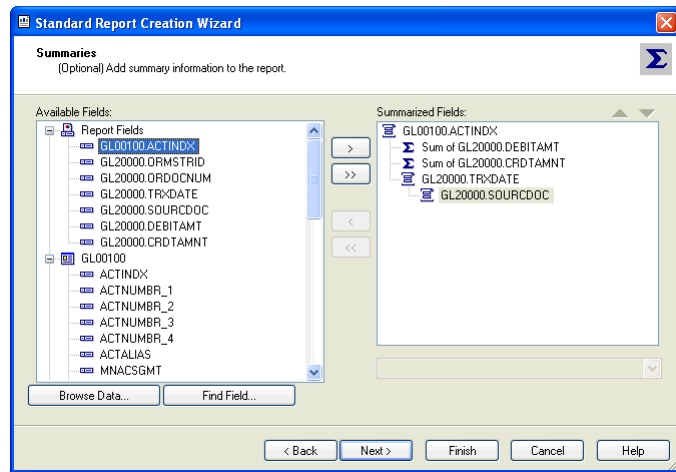 Standard Report Creation Wizard
Summaries
(Optional) Add summary information to the report.
Σ
Available Fields:
Report Fields
GL00100.ACTINDX
GL20000.ORMSTRID
GL20000.ORDOCNUM
GL20000.TRXDATE
GL20000.SOURCDOC
GL20000.DEBITAMT
GL20000.CRDTAMNT
GL00100
ACTINDX
ACTNUMBR_1
ACTNUMBR_2
ACTNUMBR_3
ACTNUMBR_4
ACTALIAS
MNACSGMT
>
>>
<
<<
Summarized Fields:
GL00100.ACTINDX
Σ Sum of GL20000.DEBITAMT
Σ Sum of GL20000.CRDTAMNT
GL20000.TRXDATE
GL20000.SOURCDOC
Browse Data... Find Field...
< Back Next > Finish Cancel Help